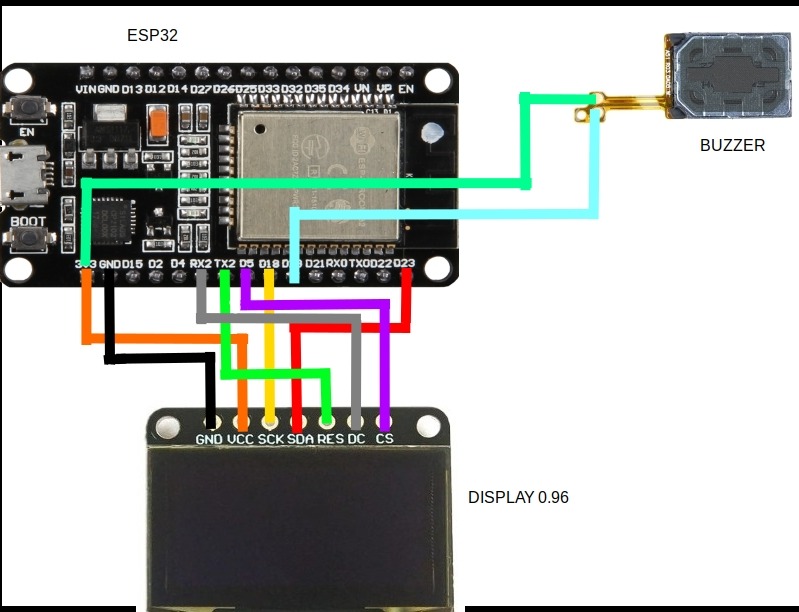 ESP32
VIN GND D13 D12 D14 D27 D26 D25 D33 D32 D35 D34 VN VP EN
EN
BUZZER
BOOT
3V3 GND D15 D2 D4 RX2 TX2 D5 D18 D21 RX0 TX0 D22 D23
GND VCC SCK SDA RES DC CS
DISPLAY 0.96